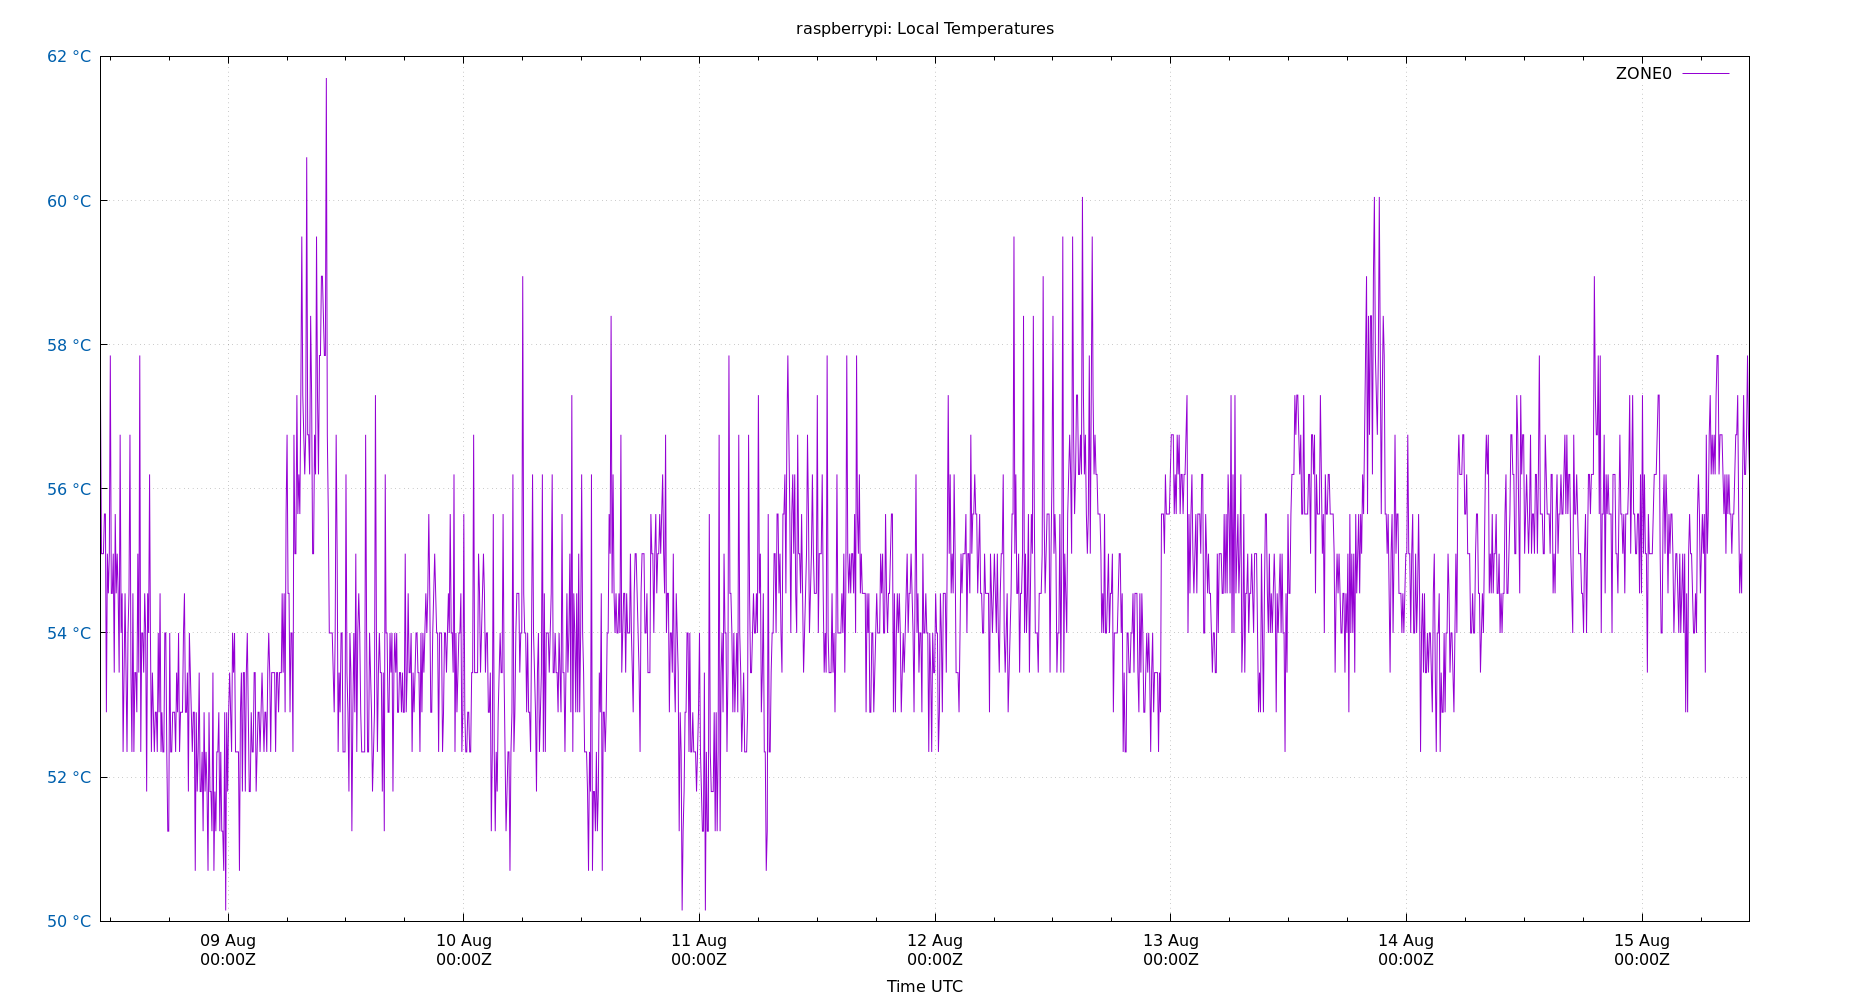 raspberrypi: Local Temperatures
62 °C
ZONE0
60 °C
58 °C
56 °C
54 °C
52 °C
50 °C
09 Aug 10 Aug 11 Aug 12 Aug 13 Aug 14 Aug 15 Aug
00:00Z 00:00Z 00:00Z 00:00Z 00:00Z 00:00Z 00:00Z
Time UTC